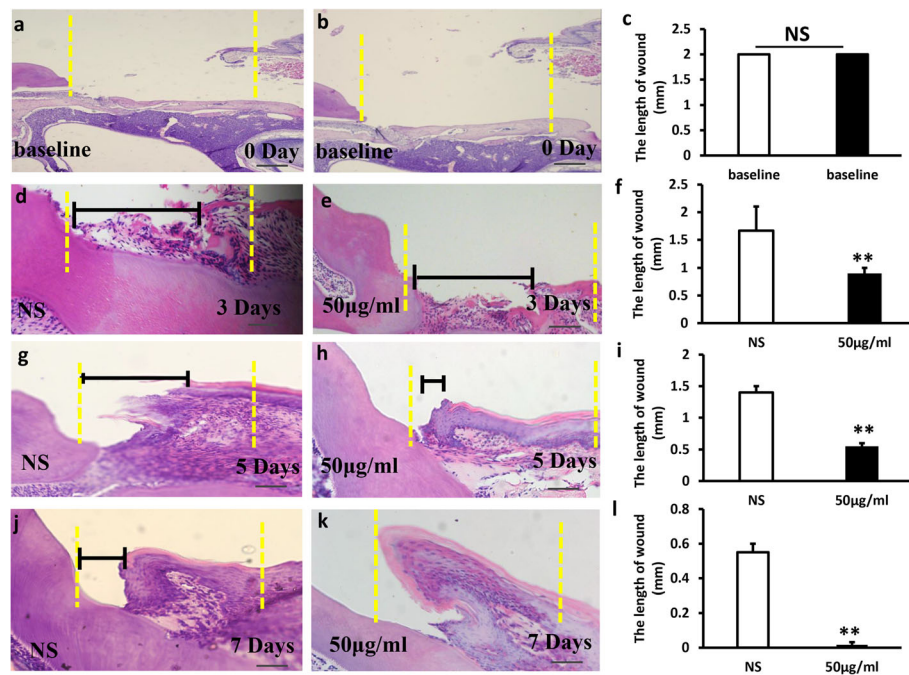 a
baseline
0 Day
b
baseline
0 Day
c
NS
The length of wound
(mm)
2.5
2
1.5
1
0.5
0
baseline
baseline
d
NS
3 Days
e
50μg/ml
3 Days
f
The length of wound
(mm)
2.5
2
1.5
1
0.5
0
**
NS
50μg/ml
g
NS
5 Days
h
50μg/ml
5 Days
i
The length of wound
(mm)
2
1.5
1
0.5
0
**
NS
50μg/ml
j
NS
7 Days
k
50μg/ml
7 Days
l
The length of wound
(mm)
0.6
0.4
0.2
0
**
NS
50μg/ml